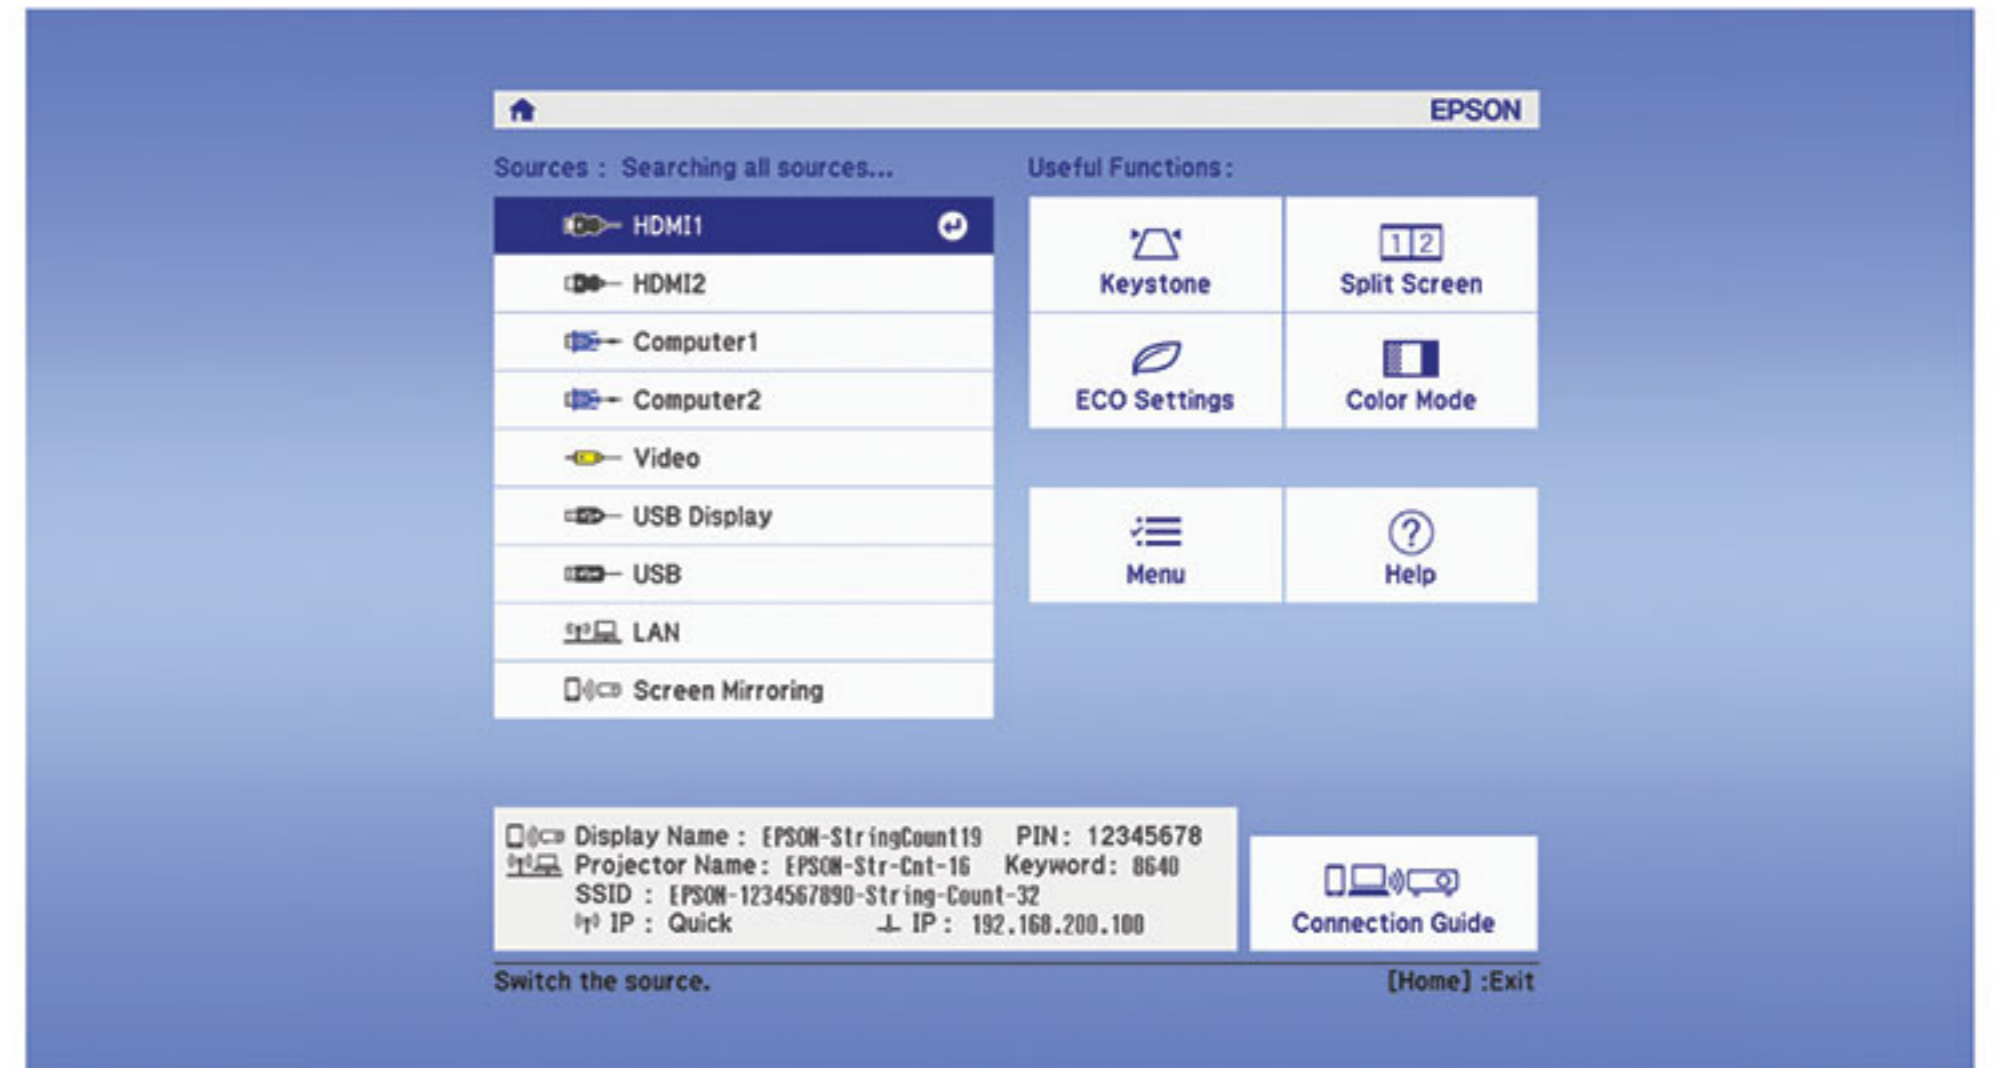 EPSON
Sources : Searching all sources...
HDMI1
HDMI2
Computer1
Computer2
Video
USB Display
USB
LAN
Screen Mirroring
Useful Functions:
Keystone
1 2
Split Screen
ECO Settings
Color Mode
Menu
?
Help
Display Name : EPSON-StringCount19 PIN: 12345678
Projector Name: EPSON-Str-Cnt-16 Keyword: 8640
SSID : EPSON-1234567890-String-Count-32
IP : Quick IP : 192.168.200.100
Connection Guide
Switch the source.
[Home] :Exit